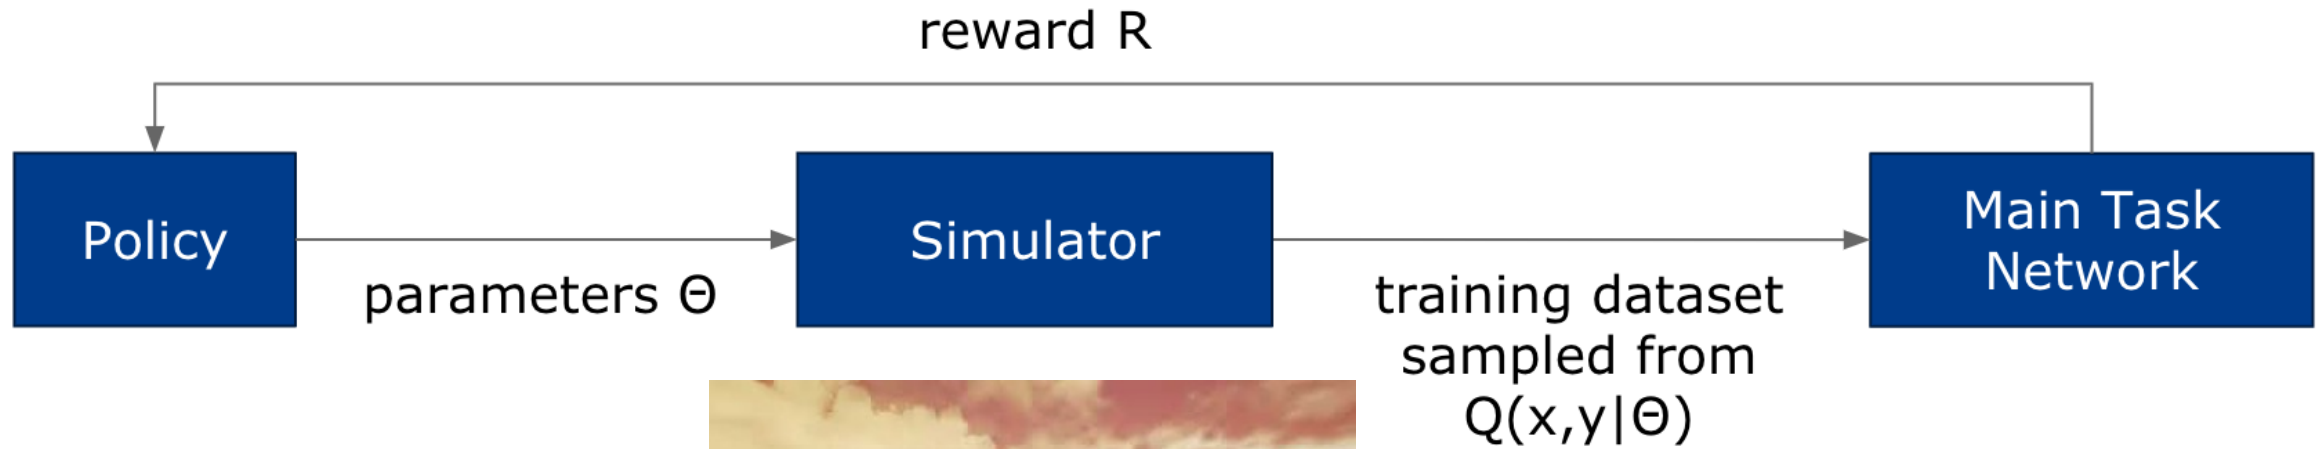 reward R
Policy
parameters Θ
Simulator
training dataset
sampled from
Q(x,y|Θ)
Main Task
Network